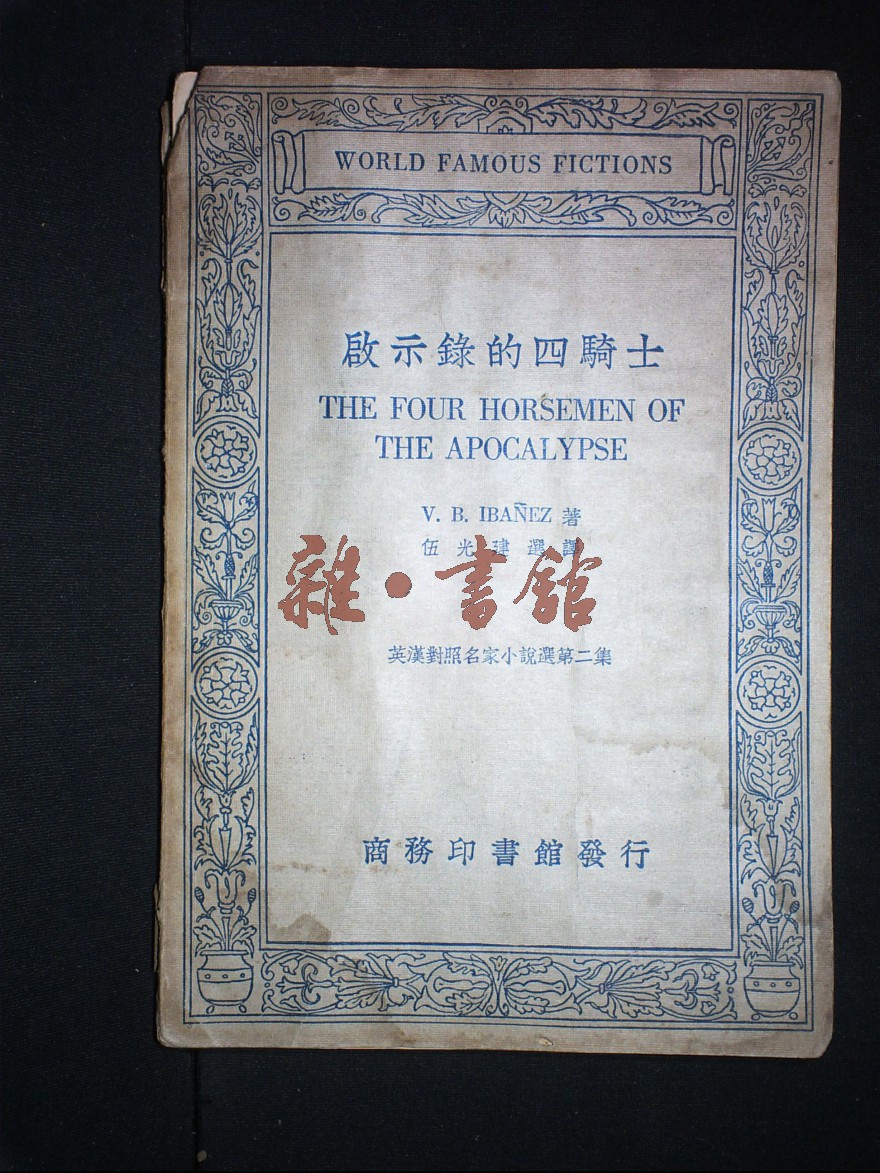 WORLD FAMOUS FICTIONS
啟示錄的四騎士
THE FOUR HORSEMEN OF
THE APOCALYPSE
V. B. IBAÑEZ 著
伍光建選譯
雜·書館
英漢對照名家小說選第二集
商務印書館發行